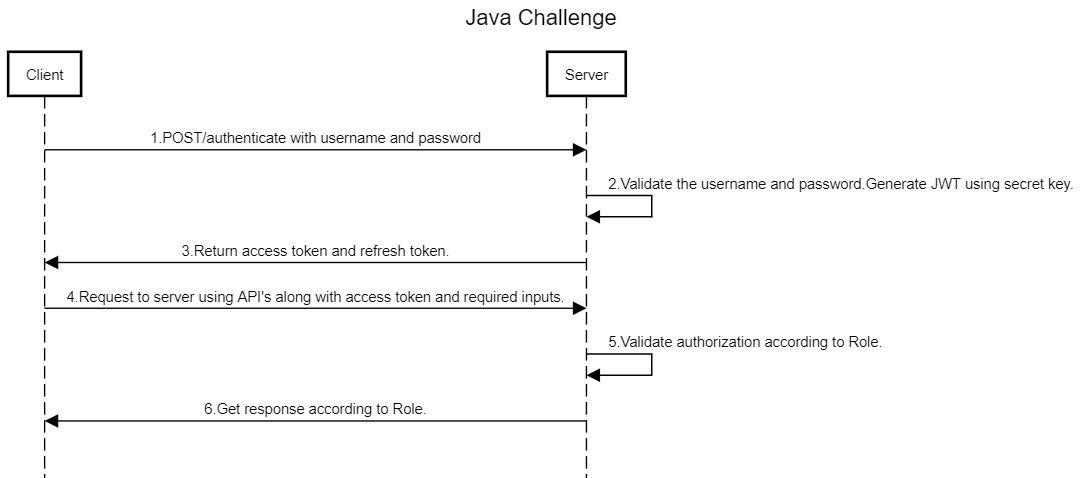 Java Challenge
Client
Server
1.POST/authenticate with username and password
2.Validate the username and password.Generate JWT using secret key.
3.Return access token and refresh token.
4.Request to server using API's along with access token and required inputs.
5.Validate authorization according to Role.
6.Get response according to Role.